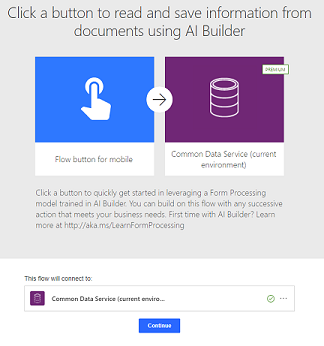 Click a button to read and save information from
documents using AI Builder
PREMIUM
Flow button for mobile
Common Data Service (current
environment)
Click a button to quickly get started in leveraging a Form Processing
model trained in AI Builder. You can build on this flow with any successive
action that meets your business needs. First time with AI Builder? Learn
more at http://aka.ms/LearnFormProcessing
This flow will connect to:
Common Data Service (current enviro...
Continue